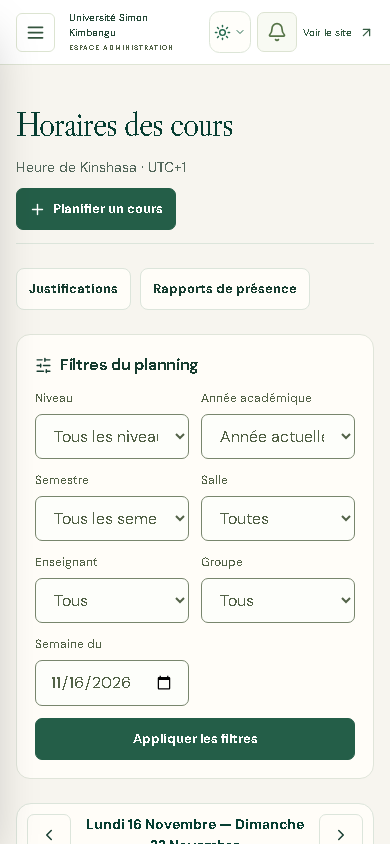 Université Simon
Kimbangu
ESPACE ADMINISTRATION
Voir le site
Horaires des cours
Heure de Kinshasa · UTC+1
Planifier un cours
Justifications
Rapports de présence
Filtres du planning
Niveau
Année académique
Tous les niveau
Année actuelle
Semestre
Salle
Tous les seme
Toutes
Enseignant
Groupe
Tous
Tous
Semaine du
11/16/2026
Appliquer les filtres
Lundi 16 Novembre — Dimanche
22 Novembre